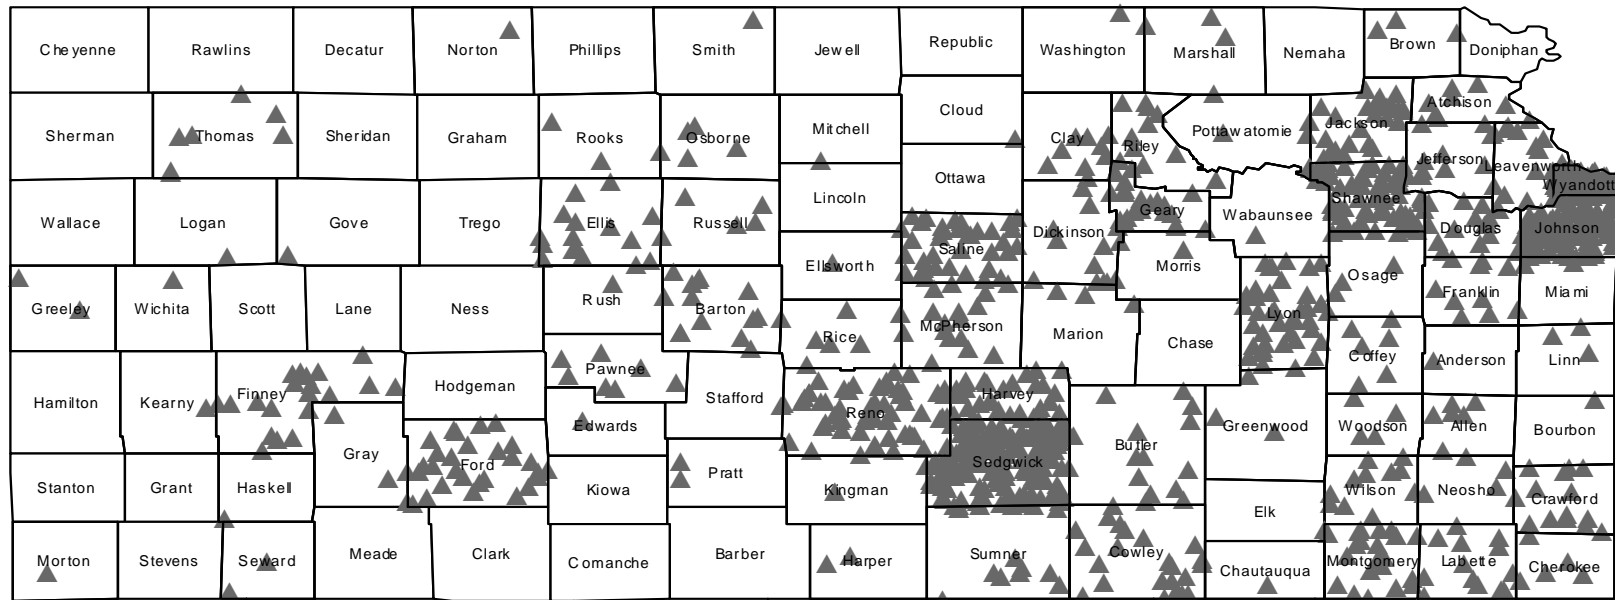 Cheyenne
Rawlins
Decatur
Norton
Phillips
Smith
Jewell
Republic
Washington
Marshall
Nemaha
Brown
Doniphan
Sherman
Thomas
Sheridan
Graham
Rooks
Osborne
Mitchell
Cloud
Clay
Riley
Pottawatomie
Jackson
Atchison
Jefferson
Leavenworth
Wyandott
Wallace
Logan
Gove
Trego
Ellis
Russell
Lincoln
Ottawa
Saline
Dickinson
Geary
Wabaunsee
Shawnee
Douglas
Johnson
Greeley
Wichita
Scott
Lane
Ness
Rush
Barton
Ellsworth
Rice
McPherson
Marion
Morris
Chase
Lyon
Osage
Franklin
Miami
Coffey
Anderson
Linn
Hamilton
Kearny
Finney
Hodgeman
Pawnee
Stafford
Edwards
Reno
Harvey
Sedgwick
Butler
Greenwood
Woodson
Allen
Bourbon
Gray
Ford
Stanton
Grant
Haskell
Kiowa
Pratt
Kingman
Elk
Wilson
Neosho
Crawford
Morton
Stevens
Seward
Meade
Clark
Comanche
Barber
Harper
Sumner
Cowley
Chautauqua
Montgomery
Labette
Cherokee